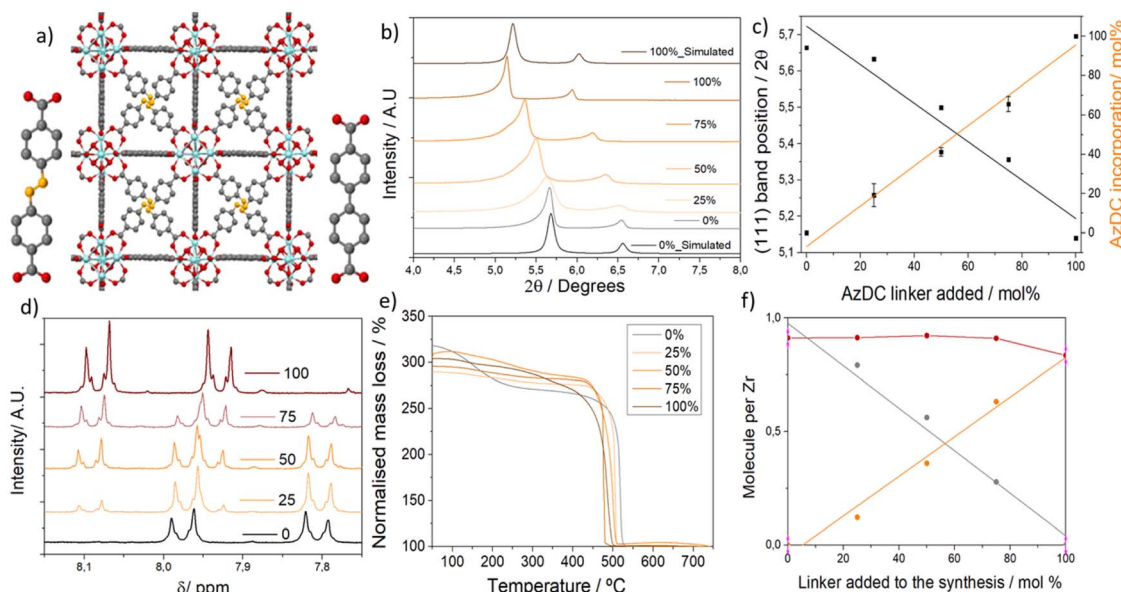 a)
b)
Intensity / A.U
100%_Simulated
100%
75%
50%
25%
0%
0%_Simulated
4,0 4,5 5,0 5,5 6,0 6,5 7,0 7,5 8,0
2θ / Degrees
c)
(111) band position / 2θ
5,7
5,6
5,5
5,4
5,3
5,2
5,1
100
80
60
40
20
0
AzDC incorporation/ mol%
0 20 40 60 80 100
AzDC linker added / mol%
d)
Intensity/ A.U.
100
75
50
25
0
8,1 8,0 7,9 7,8
δ/ ppm
e)
Normalised mass loss / %
350
300
250
200
150
100
0%
25%
50%
75%
100%
100 200 300 400 500 600 700
Temperature / ºC
f)
Molecule per Zr
1,0
0,5
0,0
0 20 40 60 80 100
Linker added to the synthesis / mol %